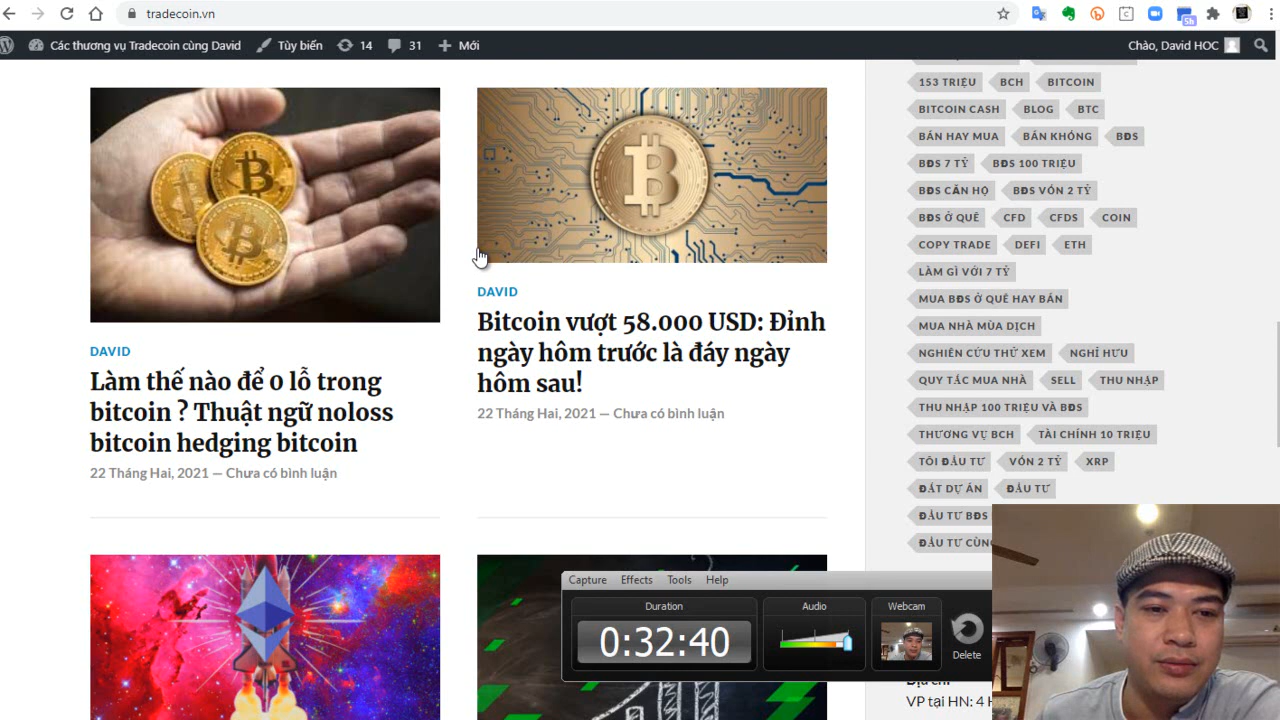 tradecoin.vn
5h
Các thương vụ Tradecoin cùng David
Tùy biến
14
31
Mới
Chào, David HOC
DAVID
Làm thế nào để 0 lỗ trong
bitcoin ? Thuật ngữ noloss
bitcoin hedging bitcoin
22 Tháng Hai, 2021 — Chưa có bình luận
DAVID
Bitcoin vượt 58.000 USD: Đỉnh
ngày hôm trước là đáy ngày
hôm sau!
22 Tháng Hai, 2021 — Chưa có bình luận
153 TRIỆU BCH BITCOIN
BITCOIN CASH BLOG BTC
BÁN HAY MUA BÁN KHỐNG BĐS
BĐS 7 TỶ BĐS 100 TRIỆU
BĐS CĂN HỘ BĐS VỐN 2 TỶ
BĐS Ở QUÊ CFD CFDS COIN
COPY TRADE DEFI ETH
LÀM GÌ VỚI 7 TỶ
MUA BĐS Ở QUÊ HAY BÁN
MUA NHÀ MÙA DỊCH
NGHIÊN CỨU THỬ XEM NGHỈ HƯU
QUY TẮC MUA NHÀ SELL THU NHẬP
THU NHẬP 100 TRIỆU VÀ BĐS
THƯƠNG VỤ BCH TÀI CHÍNH 10 TRIỆU
TÔI ĐẦU TƯ VỐN 2 TỶ XRP
ĐẤT DỰ ÁN ĐẦU TƯ
ĐẦU TƯ BĐS
ĐẦU TƯ
Capture Effects Tools Help
Duration
0:32:40
Audio
Webcam
Delete
VP tại HN: 4